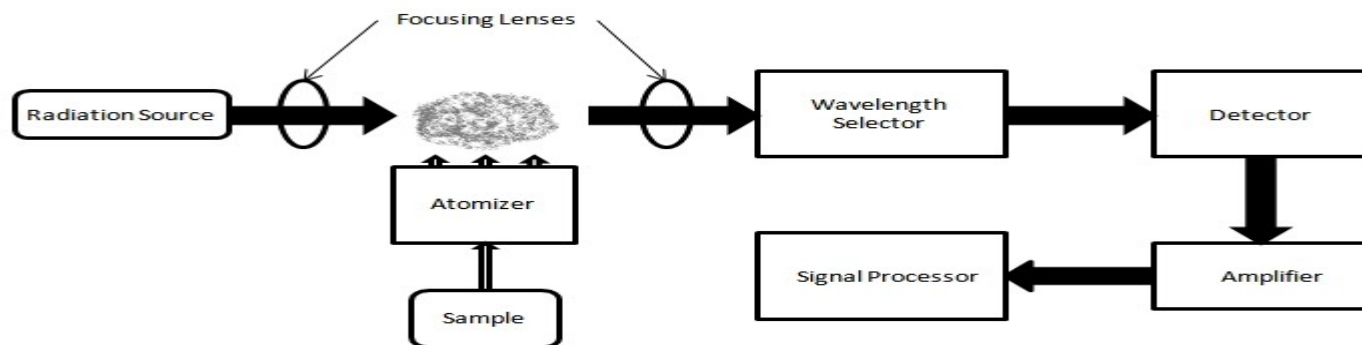 Focusing Lenses
Radiation Source
Wavelength
Selector
Detector
Atomizer
Signal Processor
Amplifier
Sample